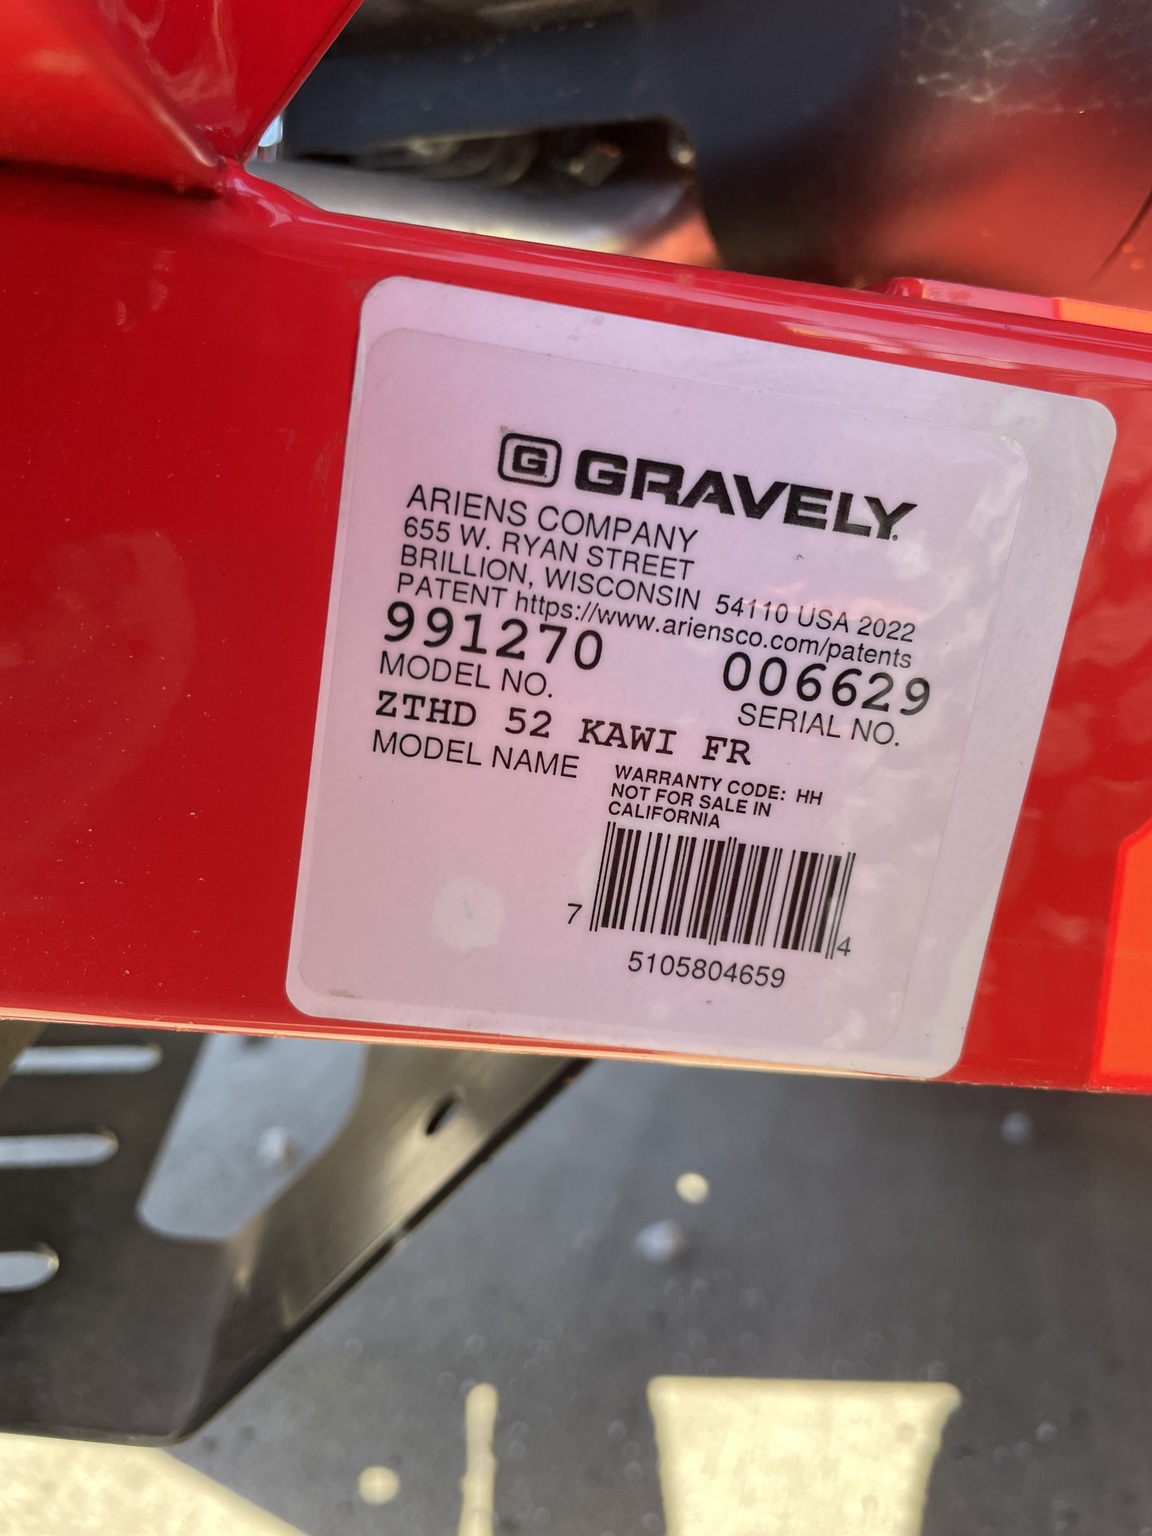 G GRAVELY
ARIENS COMPANY
655 W. RYAN STREET
BRILLION, WISCONSIN 54110 USA 2022
PATENT https://www.ariensco.com/patents
991270 006629
MODEL NO. SERIAL NO.
ZTHD 52 KAWI FR
MODEL NAME
WARRANTY CODE: HH
NOT FOR SALE IN
CALIFORNIA
7 5105804659 4